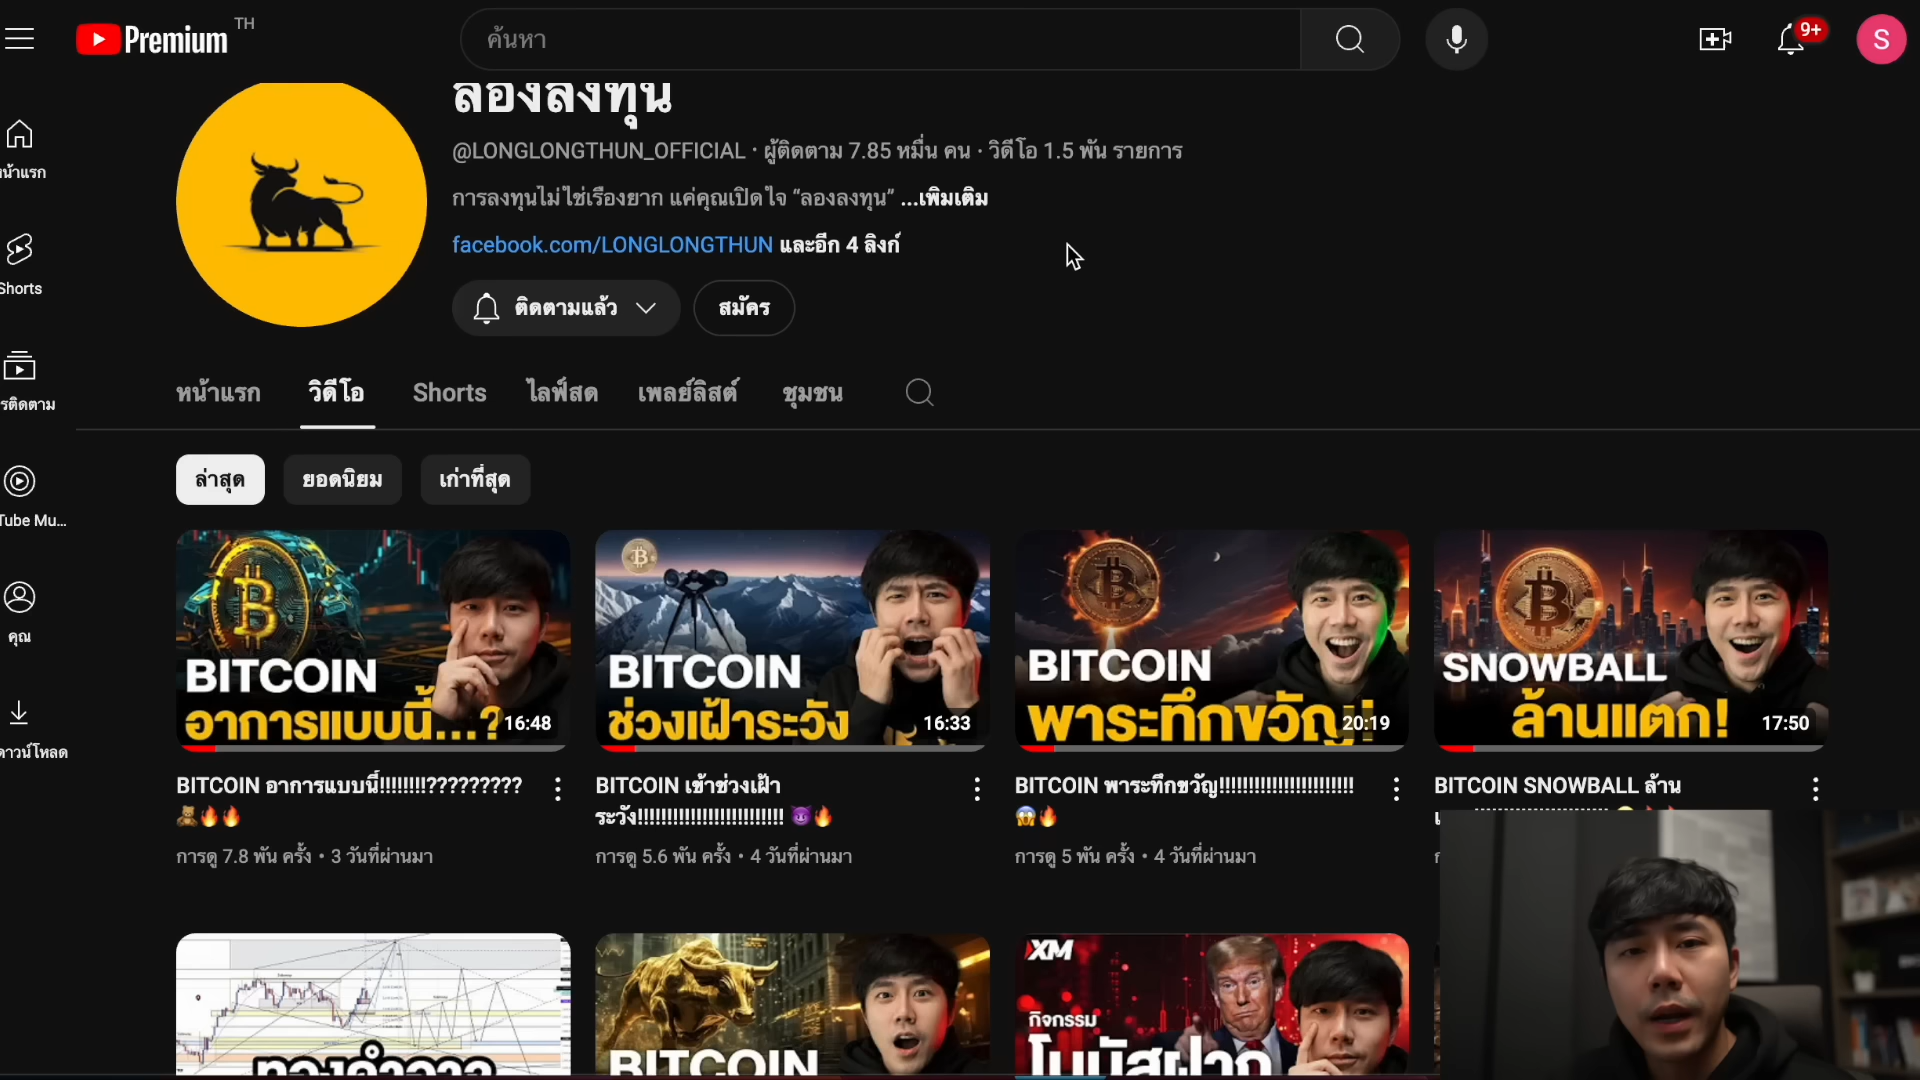 Premium TH
ค้นหา
9+
S
ลองลงทุน
@LONGLONGTHUN_OFFICIAL · ผู้ติดตาม 7.85 หมื่น คน · วิดีโอ 1.5 พัน รายการ
การลงทุนไม่ใช่เรื่องยาก แค่คุณเปิดใจ “ลองลงทุน” ...เพิ่มเติม
facebook.com/LONGLONGTHUN และอีก 4 ลิงก์
ติดตามแล้ว
สมัคร
น้าแรก
Shorts
รติดตาม
Tube Mu...
คุณ
ดาวน์โหลด
หน้าแรก วิดีโอ Shorts ไลฟ์สด เพลย์ลิสต์ ชุมชน
ล่าสุด ยอดนิยม เก่าที่สุด
BITCOIN
อาการแบบนี้...?
16:48
BITCOIN
ช่วงเฝ้าระวัง
16:33
BITCOIN
พาระทึกขวัญ!!
20:19
SNOWBALL
ล้านแตก!
17:50
BITCOIN อาการแบบนี้!!!!!!!!?????????
🧸🔥🔥
การดู 7.8 พัน ครั้ง • 3 วันที่ผ่านมา
BITCOIN เข้าช่วงเฝ้า
ระวัง!!!!!!!!!!!!!!!!!!!!!!!!! 😈🔥
การดู 5.6 พัน ครั้ง • 4 วันที่ผ่านมา
BITCOIN พาระทึกขวัญ!!!!!!!!!!!!!!!!!!!!!!!
😱🔥
การดู 5 พัน ครั้ง • 4 วันที่ผ่านมา
BITCOIN SNOWBALL ล้าน
BITCOIN
XM
กิจกรรม
โบนัสฝาก